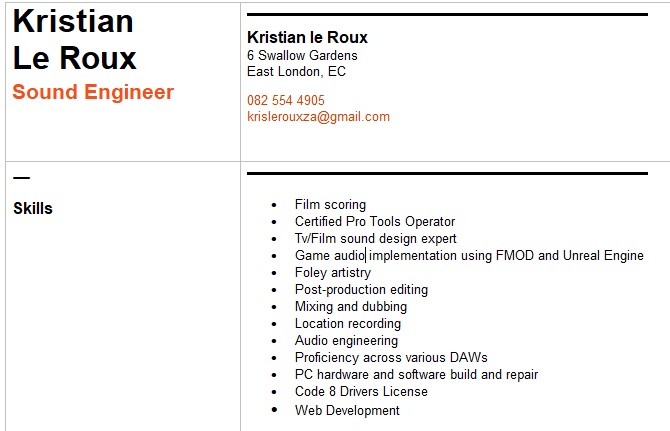 Kristian
Le Roux
Sound Engineer
Kristian le Roux
6 Swallow Gardens
East London, EC
082 554 4905
krislerouxza@gmail.com
—
Skills
• Film scoring
• Certified Pro Tools Operator
• Tv/Film sound design expert
• Game audio implementation using FMOD and Unreal Engine
• Foley artistry
• Post-production editing
• Mixing and dubbing
• Location recording
• Audio engineering
• Proficiency across various DAWs
• PC hardware and software build and repair
• Code 8 Drivers License
• Web Development